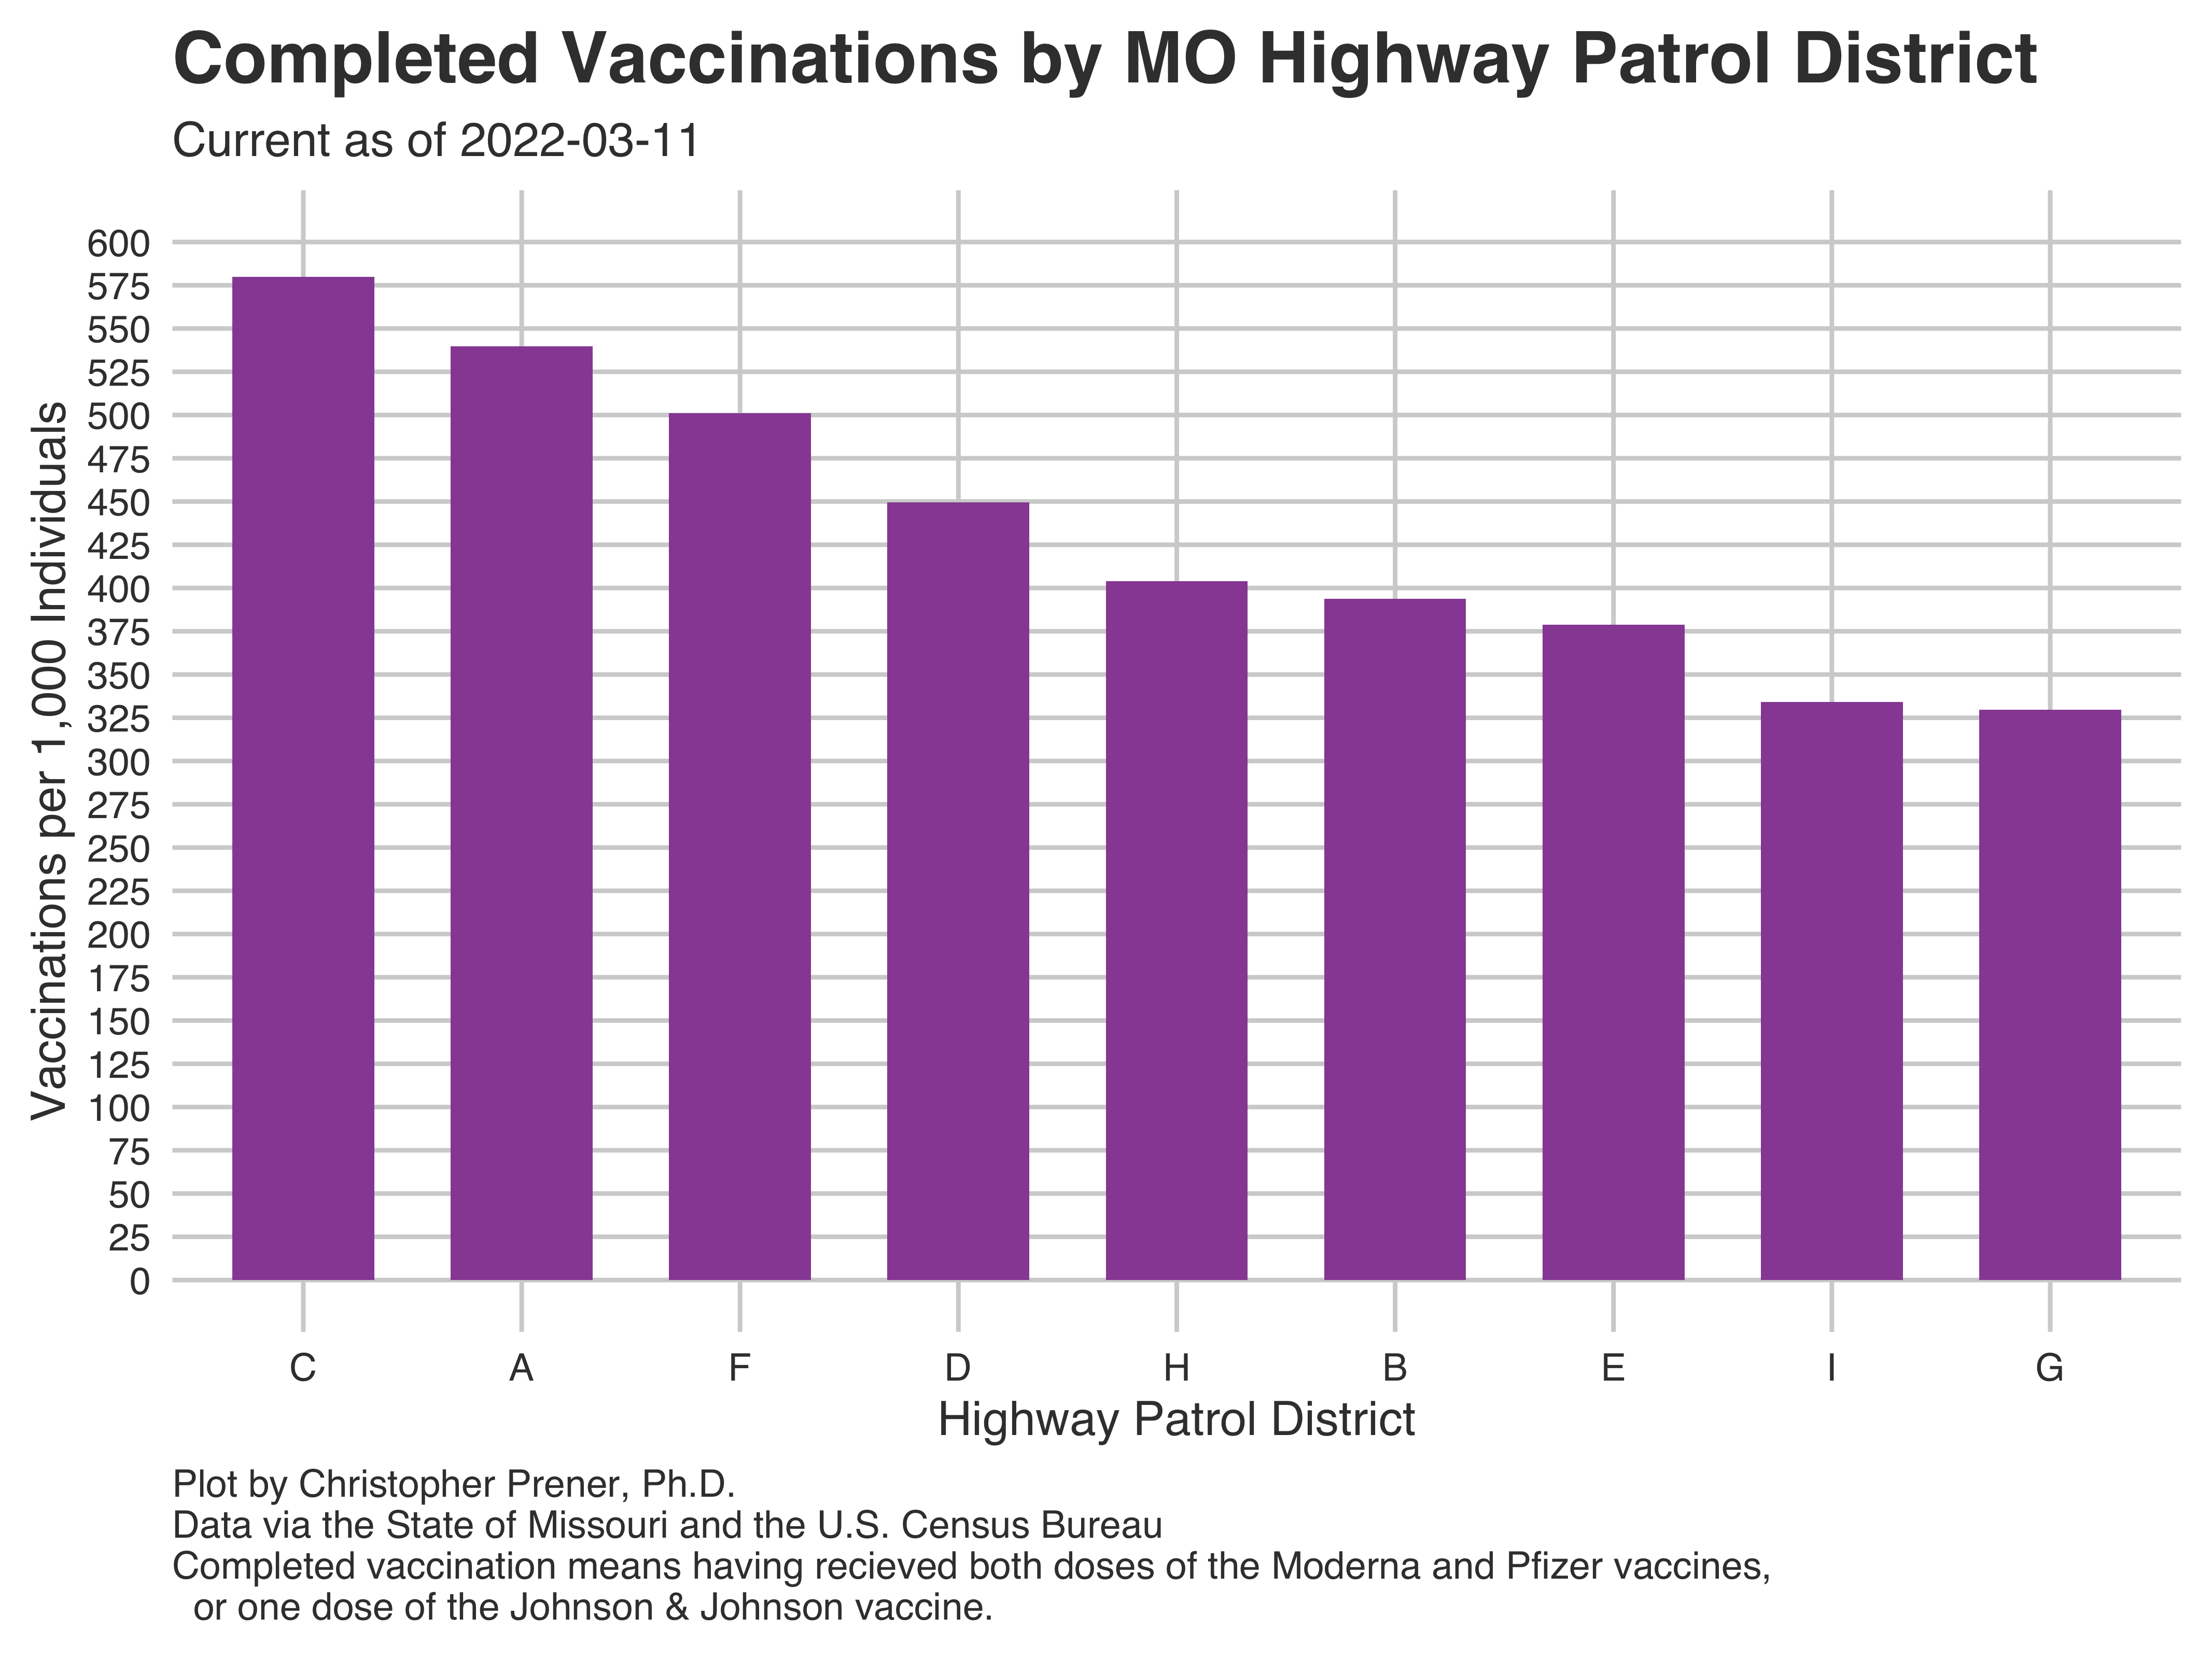 Completed Vaccinations by MO Highway Patrol District
Current as of 2022-03-11
Vaccinations per 1,000 Individuals
600
575
550
525
500
475
450
425
400
375
350
325
300
275
250
225
200
175
150
125
100
75
50
25
0
C A F D H B E I G
Highway Patrol District
Plot by Christopher Prener, Ph.D.
Data via the State of Missouri and the U.S. Census Bureau
Completed vaccination means having recieved both doses of the Moderna and Pfizer vaccines,
or one dose of the Johnson & Johnson vaccine.